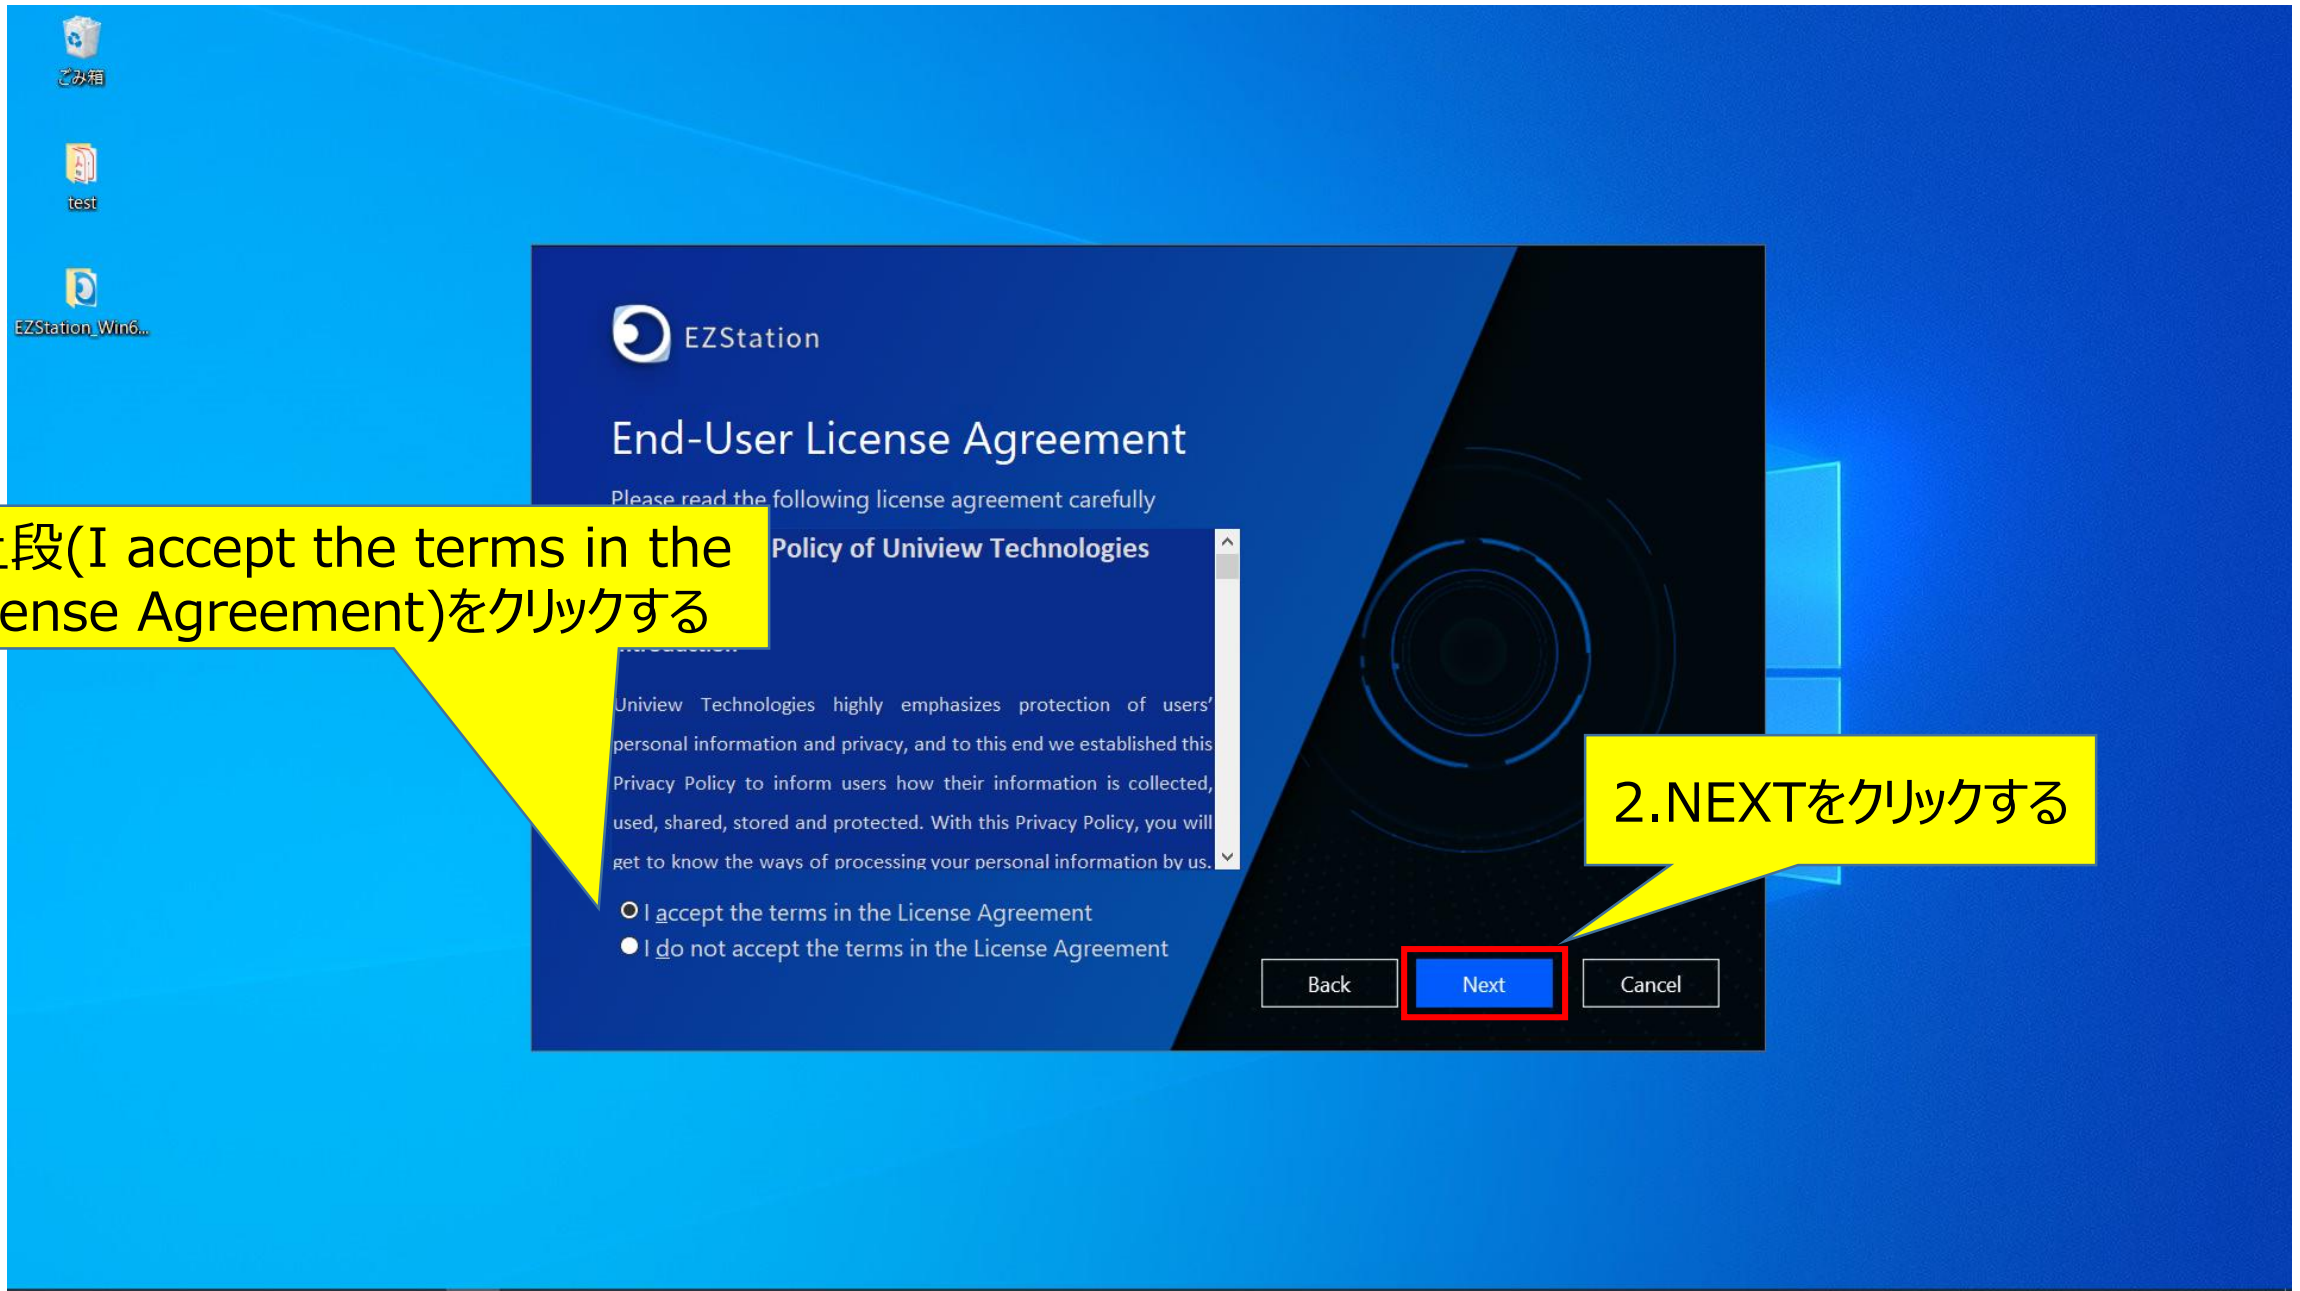 ごみ箱
test
EZStation_Win6...
EZStation
End-User License Agreement
Please read the following license agreement carefully
段(I accept the terms in the
ense Agreement)をクリックする
Policy of Uniview Technologies
Uniview Technologies highly emphasizes protection of users’
personal information and privacy, and to this end we established this
Privacy Policy to inform users how their information is collected,
used, shared, stored and protected. With this Privacy Policy, you will
get to know the ways of processing your personal information by us.
I accept the terms in the License Agreement
I do not accept the terms in the License Agreement
2.NEXTをクリックする
Back
Next
Cancel